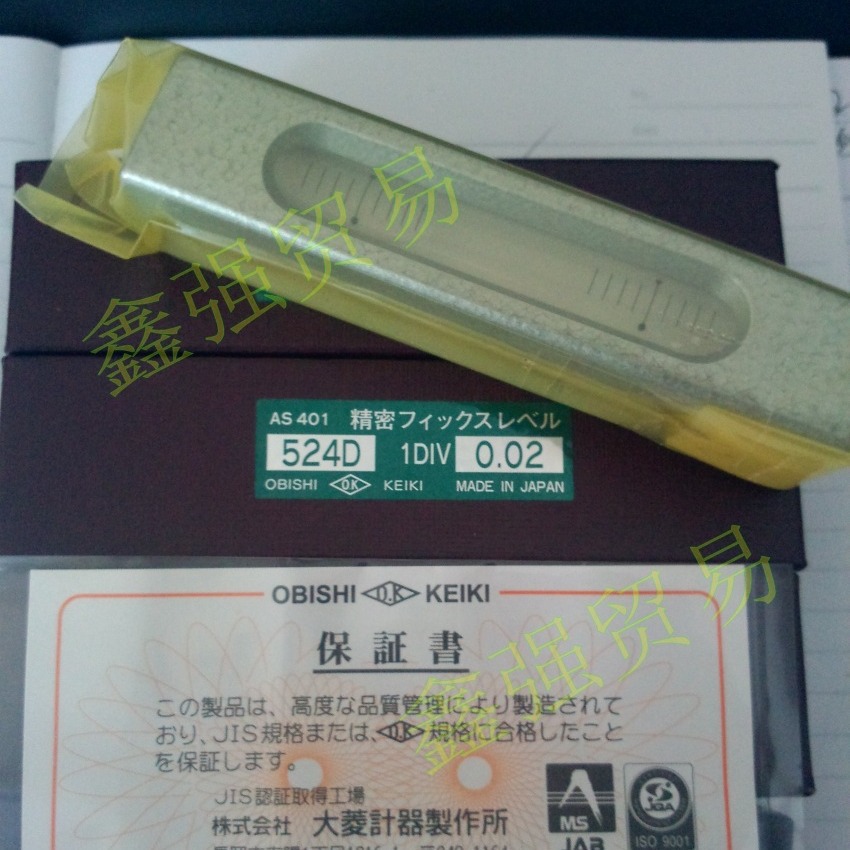 鑫强贸易
AS 401 精密フィックスレベル
524D 1DIV 0.02
OBISHI D.K KEIKI MADE IN JAPAN
鑫强贸易
OBISHI D.K KEIKI
保証書
この製品は、高度な品質管理により製造されて
おり、JIS規格または、D.K規格に合格したこと
を保証します。
JIS認証取得工場
株式会社 大菱計器製作所
MS
JAB
JQA
ISO 9001